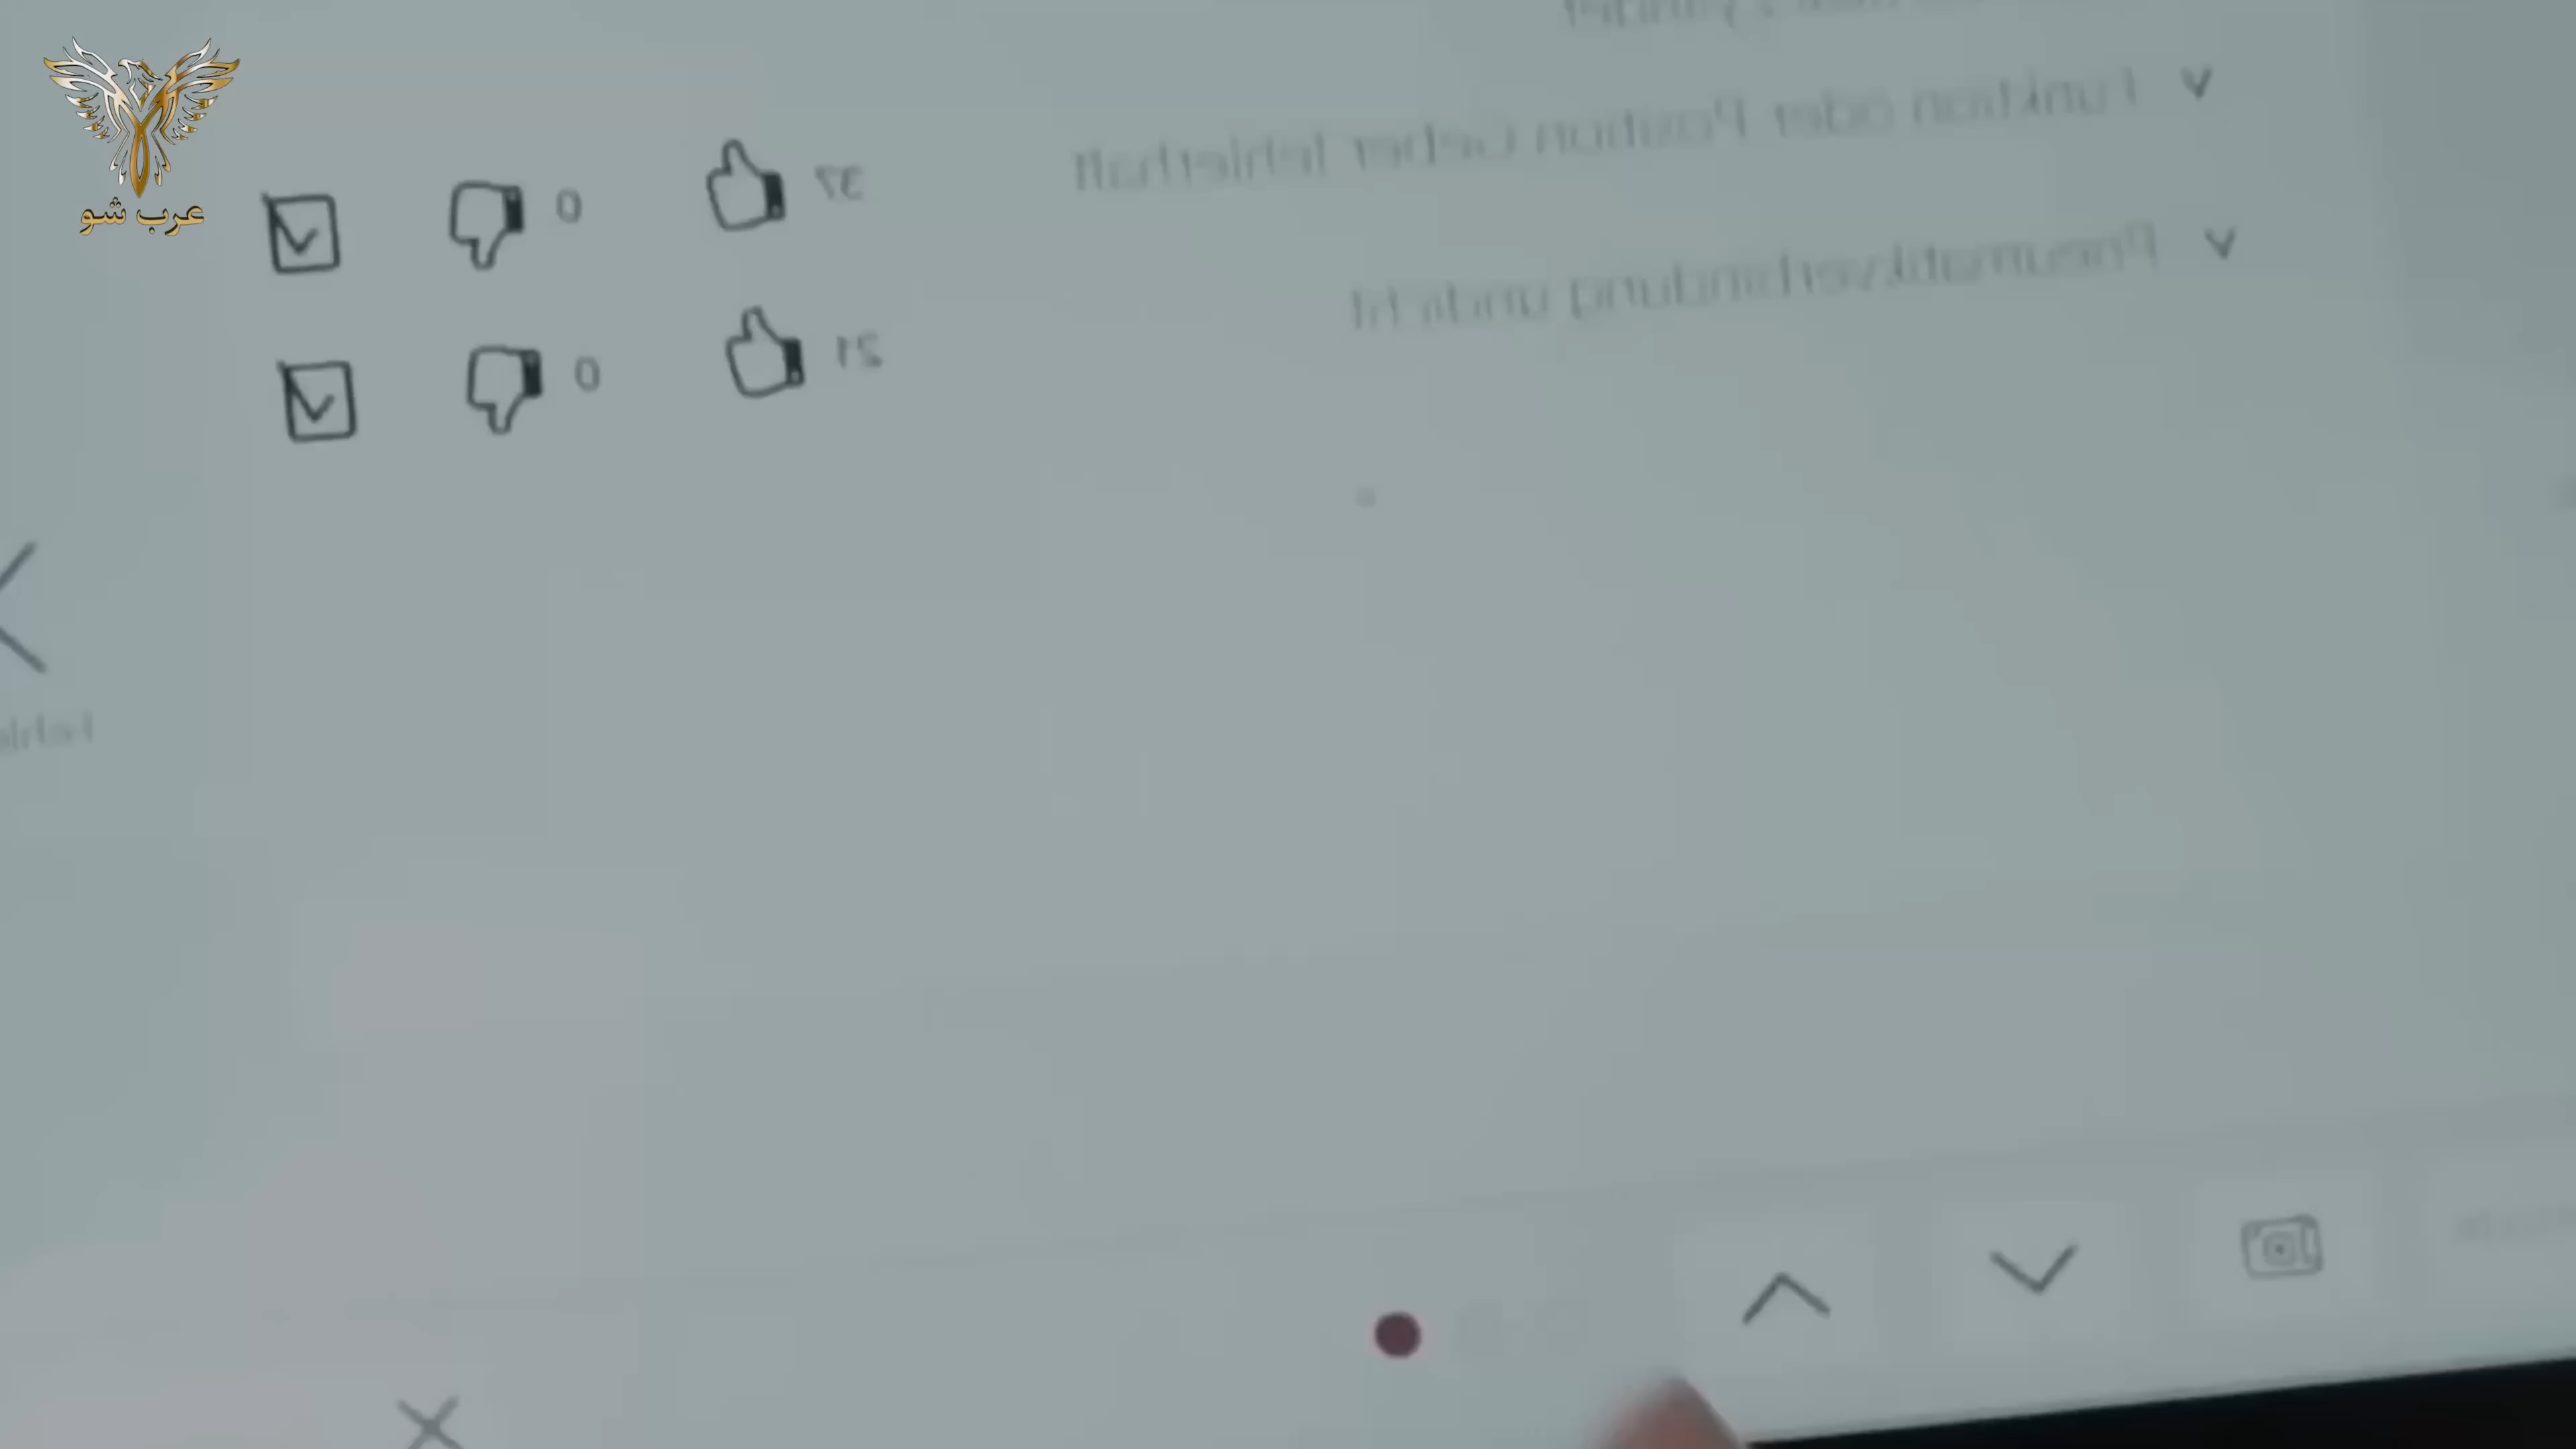 عرب شو
Funktion oder Position Geber fehlerhaft
37
0
Pneumatikverbindung undicht
21
0